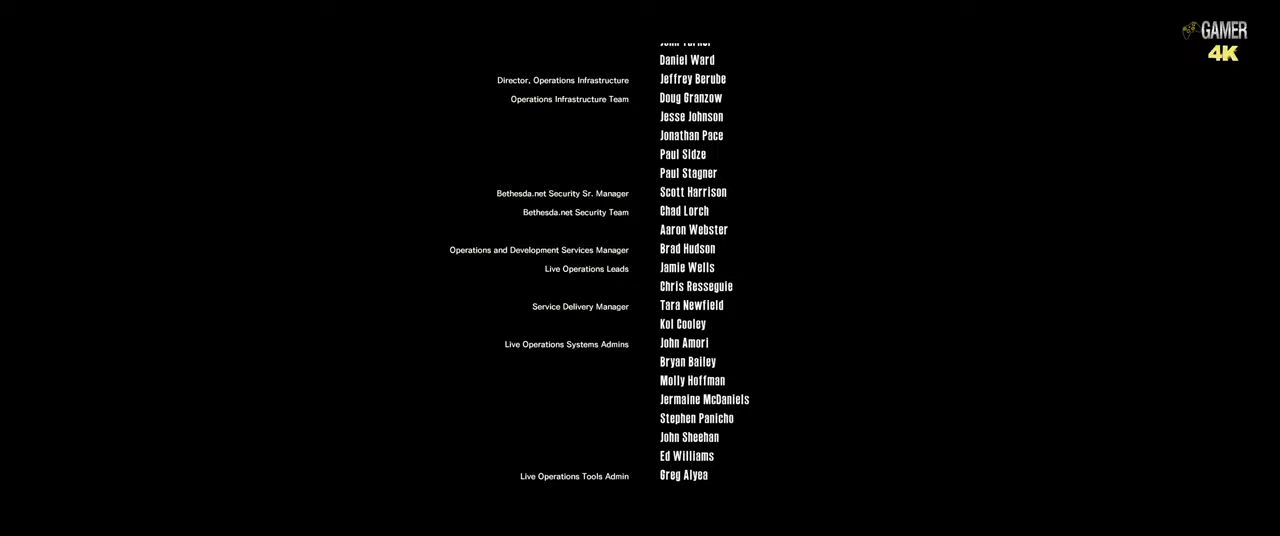 GAMER
4K
Daniel Ward
Director, Operations Infrastructure Jeffrey Berube
Operations Infrastructure Team Doug Granzow
Jesse Johnson
Jonathan Pace
Paul Sidze
Paul Stagner
Bethesda.net Security Sr. Manager Scott Harrison
Bethesda.net Security Team Chad Lorch
Aaron Webster
Operations and Development Services Manager Brad Hudson
Live Operations Leads Jamie Wells
Chris Resseguie
Service Delivery Manager Tara Newfield
Kol Cooley
Live Operations Systems Admins John Amori
Bryan Bailey
Molly Hoffman
Jermaine McDaniels
Stephen Panicho
John Sheehan
Ed Williams
Live Operations Tools Admin Greg Alyea